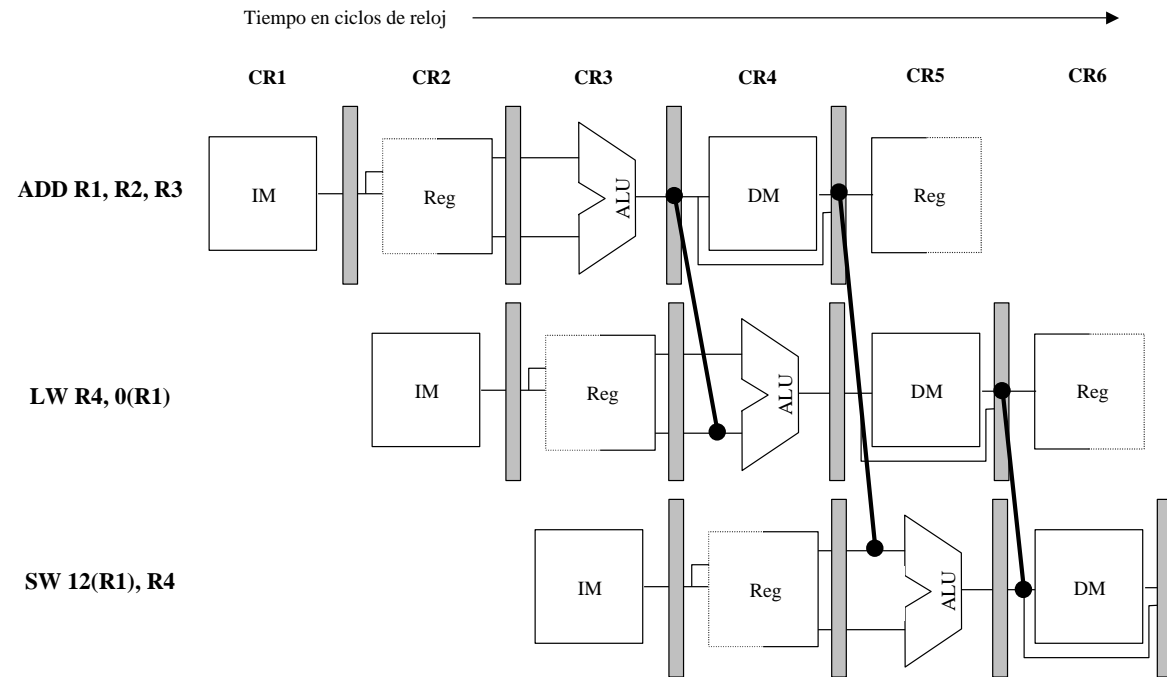 Tiempo en ciclos de reloj
CR1 CR2 CR3 CR4 CR5 CR6
ADD R1, R2, R3
IM Reg ALU DM Reg
LW R4, 0(R1)
IM Reg ALU DM Reg
SW 12(R1), R4
IM Reg ALU DM